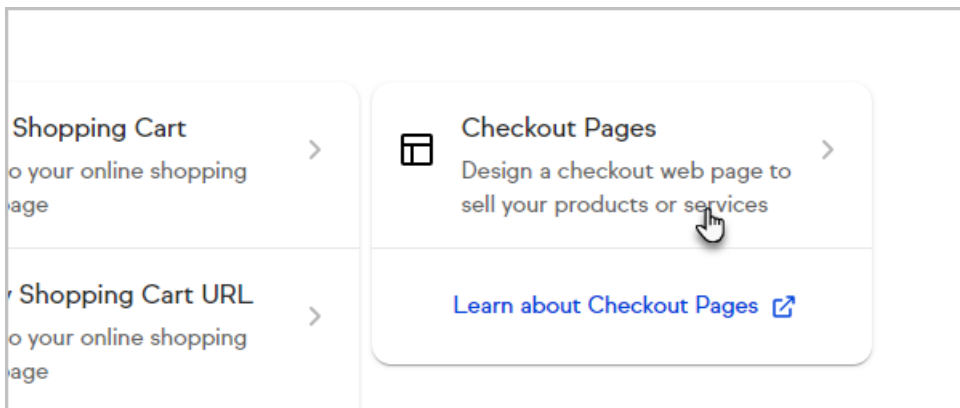 Shopping Cart
o your online shopping
age
Shopping Cart URL
o your online shopping
age
Checkout Pages
Design a checkout web page to
sell your products or services
Learn about Checkout Pages